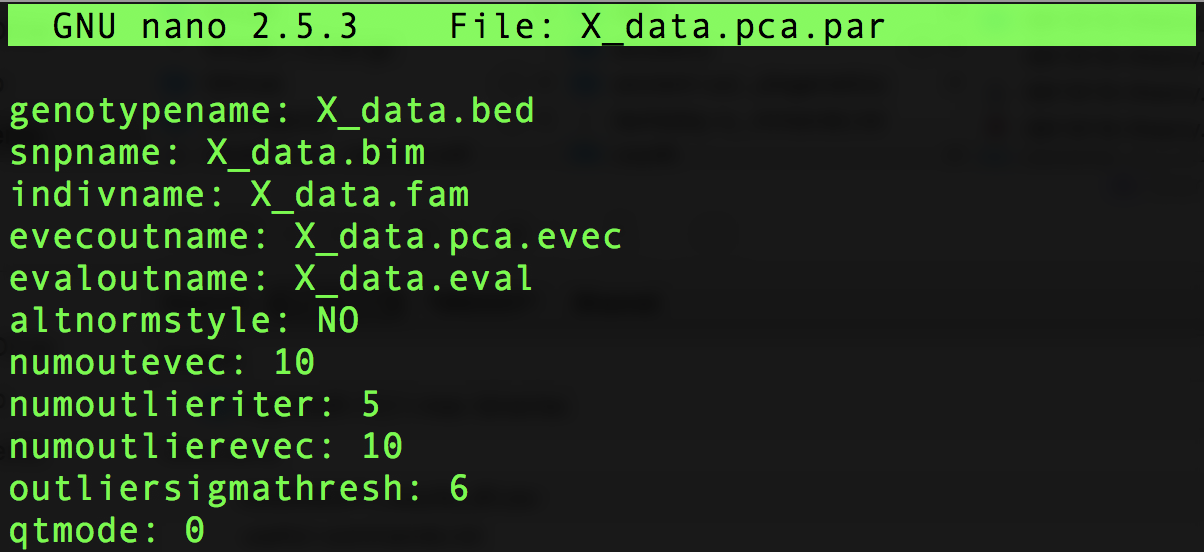 GNU nano 2.5.3 File: X_data.pca.par
genotypename: X_data.bed
snpname: X_data.bim
indivname: X_data.fam
evecoutname: X_data.pca.evec
evaloutname: X_data.eval
altnormstyle: NO
numoutevec: 10
numoutlieriter: 5
numoutlierevec: 10
outliersigmathresh: 6
qtmode: 0